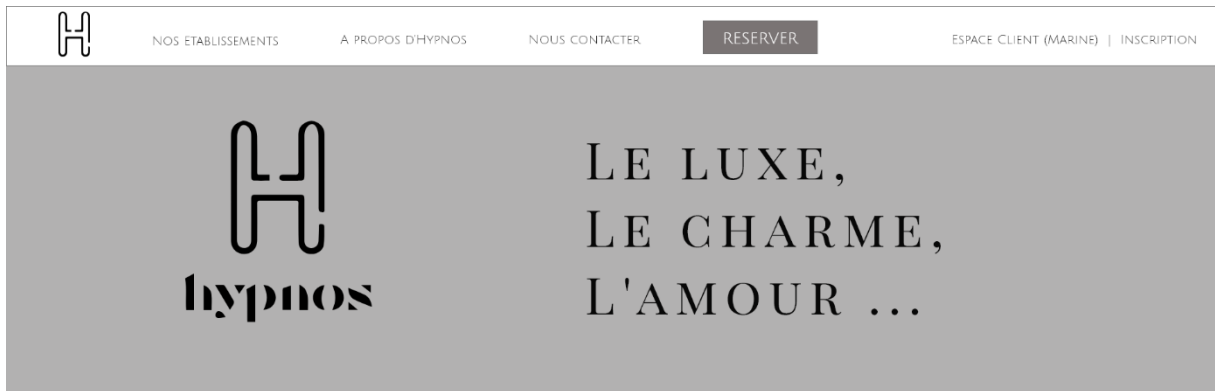 H
NOS ETABLISSEMENTS
A PROPOS D'HYPNOS
NOUS CONTACTER
RESERVER
ESPACE CLIENT (MARINE) | INSCRIPTION
H
hypnos
LE LUXE,
LE CHARME,
L'AMOUR ...